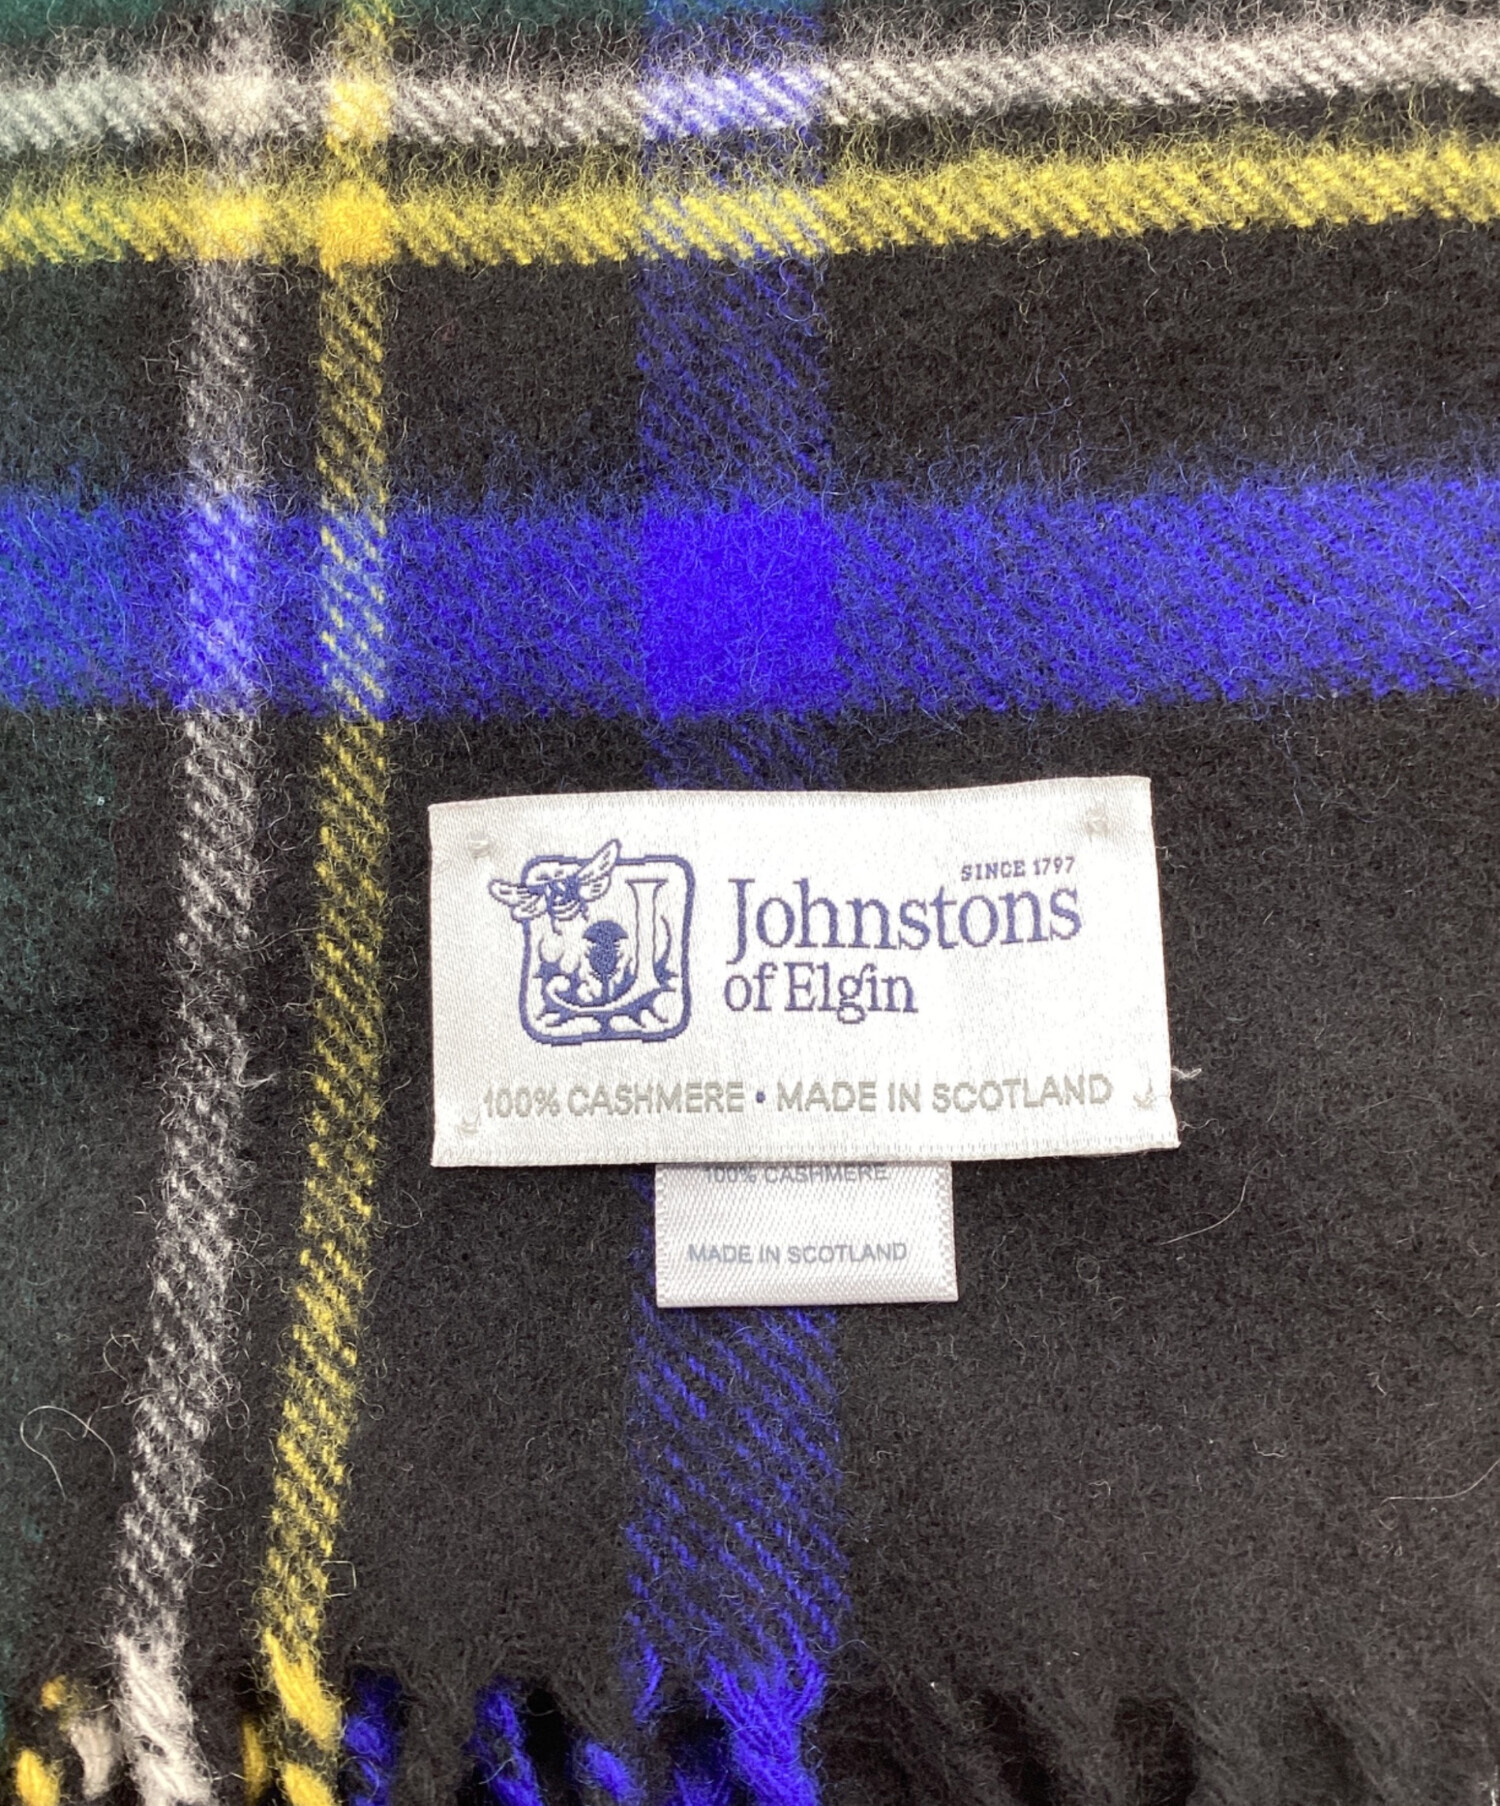 SINCE 1797
Johnstons
of Elgin
100% CASHMERE • MADE IN SCOTLAND
100% CASHMERE
MADE IN SCOTLAND